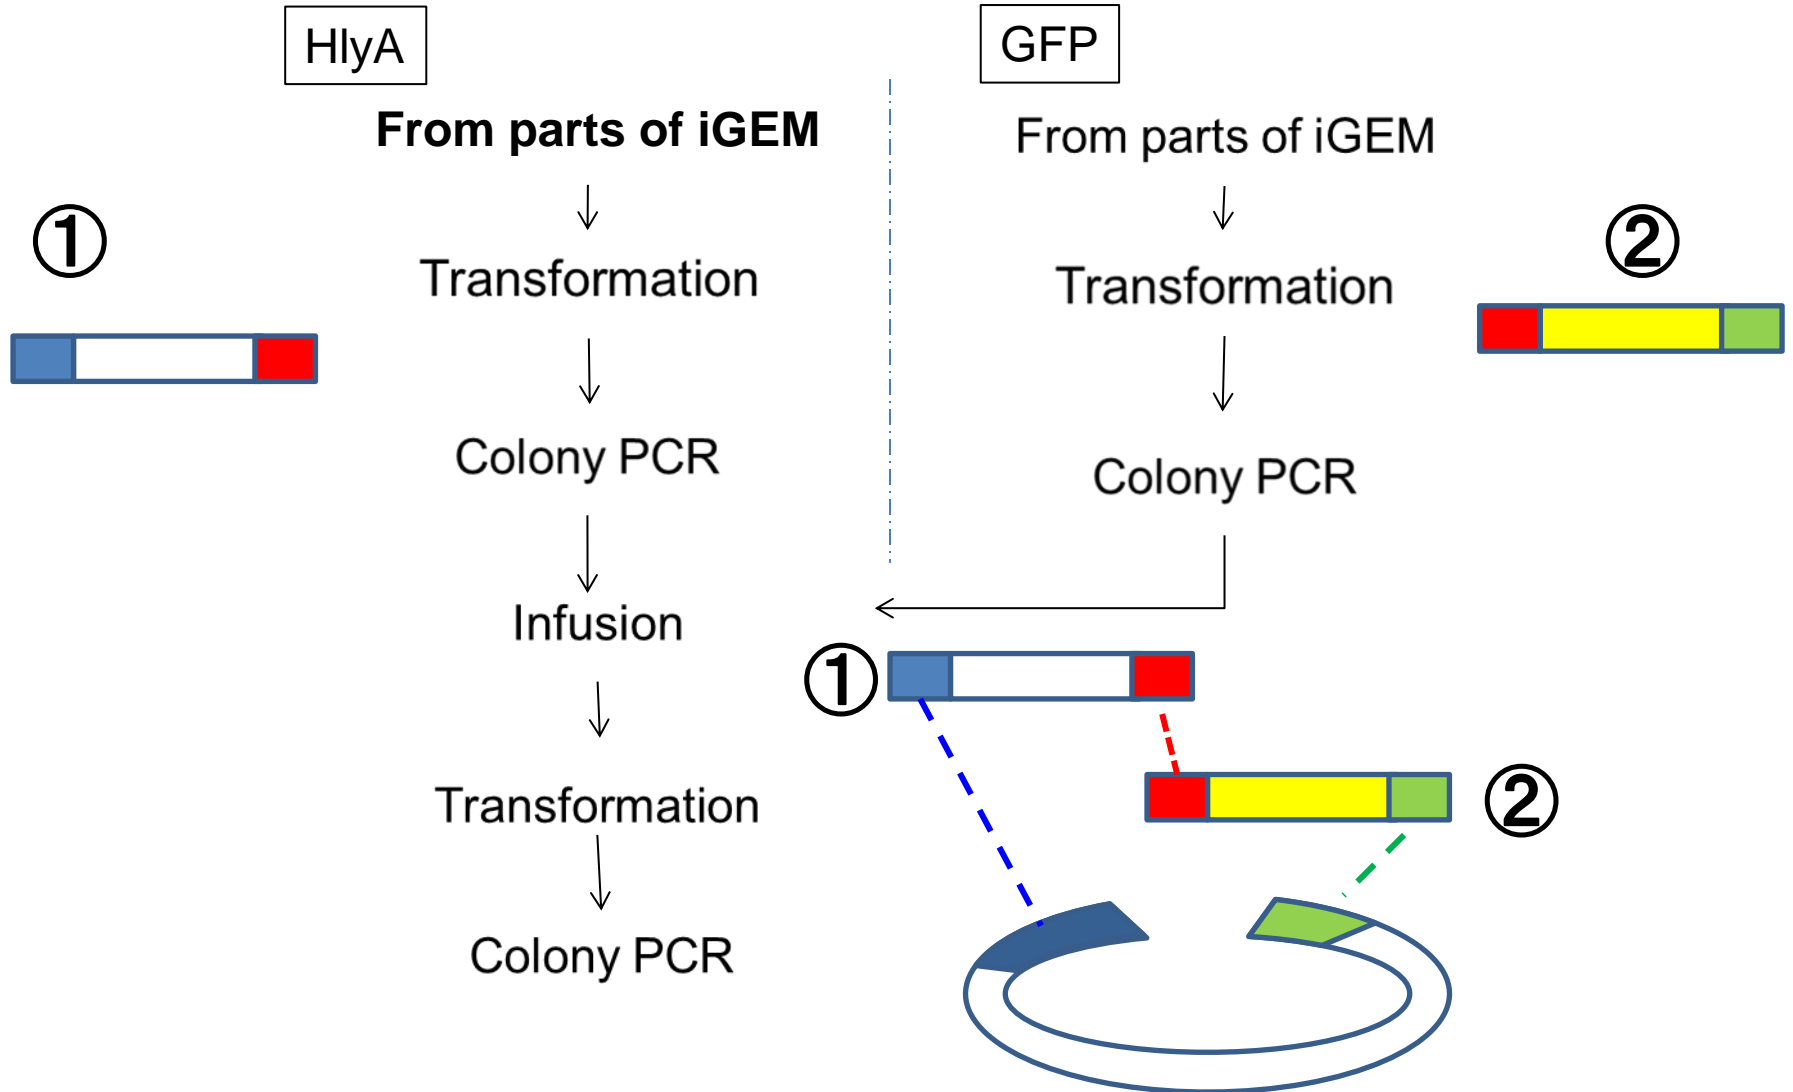 HlyA
From parts of iGEM
①
Transformation
Colony PCR
Infusion
Transformation
Colony PCR
GFP
From parts of iGEM
②
Transformation
Colony PCR
①
②